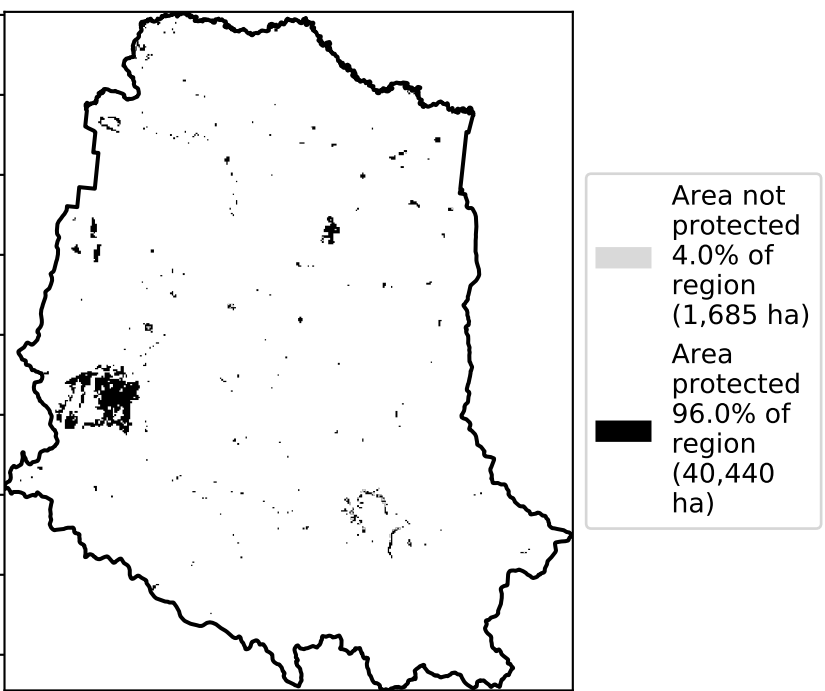 Area not
protected
4.0% of
region
(1,685 ha)
Area
protected
96.0% of
region
(40,440
ha)